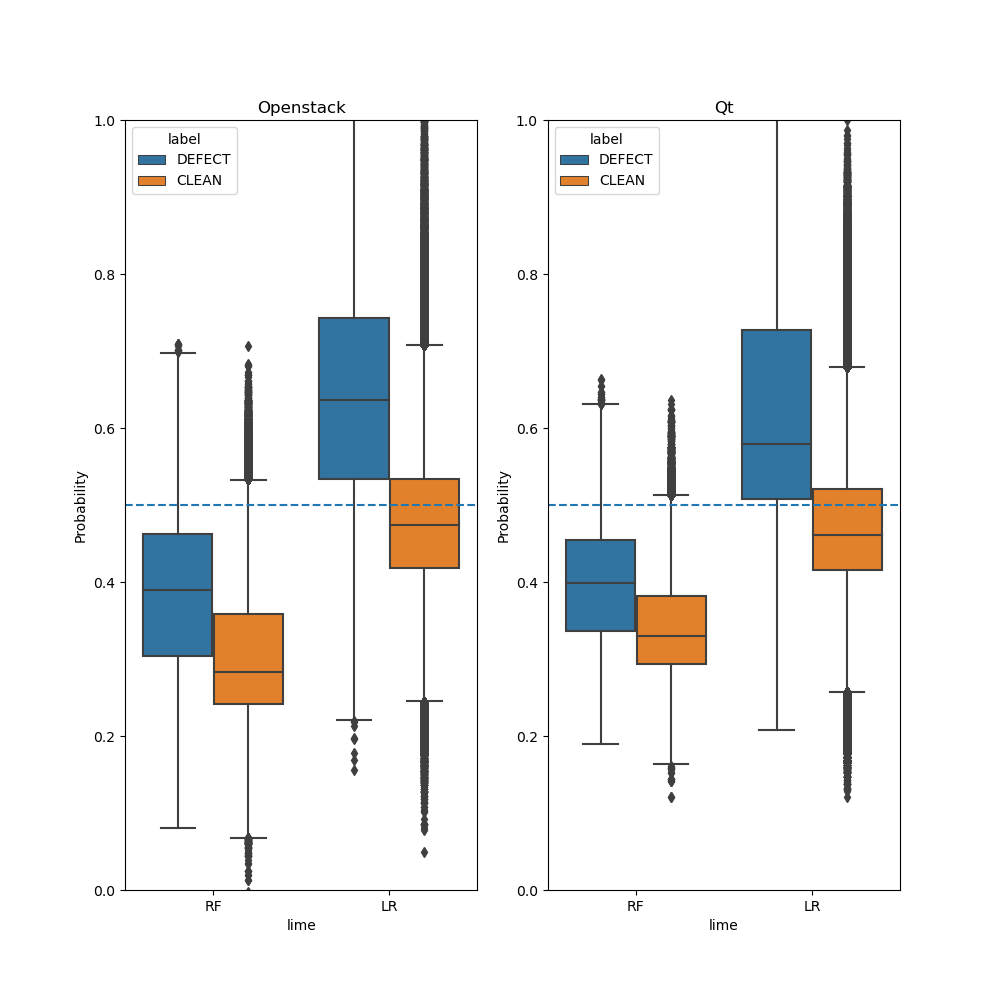 Openstack
1.0
0.8
0.6
0.4
0.2
0.0
Probability
label
DEFECT
CLEAN
RF
LR
lime
Qt
1.0
0.8
0.6
0.4
0.2
0.0
Probability
label
DEFECT
CLEAN
RF
LR
lime